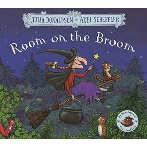 JULIA DONALDSON • AXEL SCHEFFLER
Room on the Broom